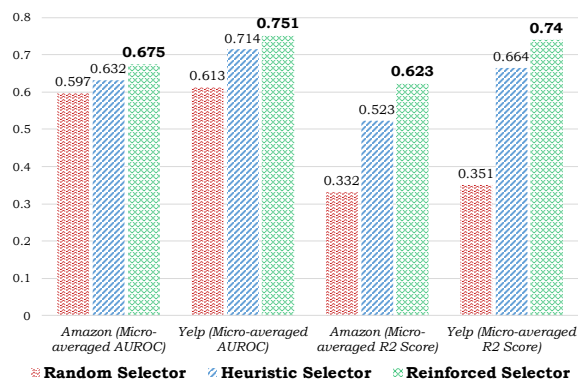 0.8
0.7
0.6
0.5
0.4
0.3
0.2
0.1
0
0.597
0.632
0.675
0.613
0.714
0.751
0.332
0.523
0.623
0.351
0.664
0.74
Amazon (Micro-
averaged AUROC)
Yelp (Micro-averaged
AUROC)
Amazon (Micro-
averaged R2 Score)
Yelp (Micro-averaged
R2 Score)
Random Selector
Heuristic Selector
Reinforced Selector